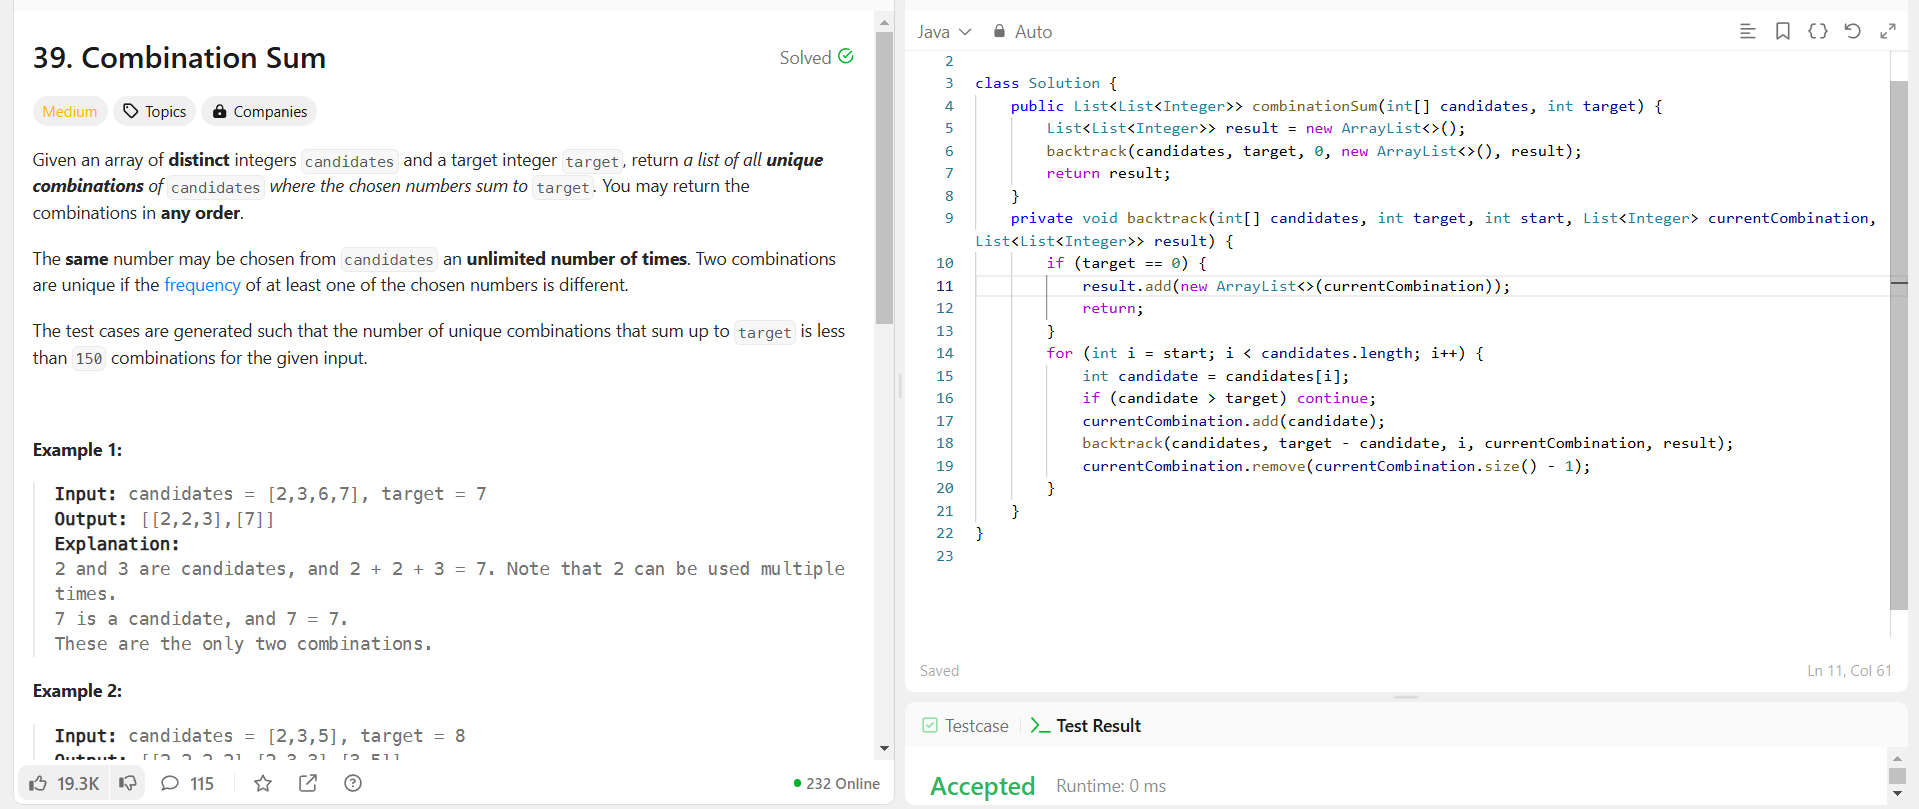 39. Combination Sum
Solved
Medium
Topics
Companies
Given an array of distinct integers candidates and a target integer target, return a list of all unique
combinations of candidates where the chosen numbers sum to target. You may return the
combinations in any order.
The same number may be chosen from candidates an unlimited number of times. Two combinations
are unique if the frequency of at least one of the chosen numbers is different.
The test cases are generated such that the number of unique combinations that sum up to target is less
than 150 combinations for the given input.
Example 1:
Input: candidates = [2,3,6,7], target = 7
Output: [[2,2,3],[7]]
Explanation:
2 and 3 are candidates, and 2 + 2 + 3 = 7. Note that 2 can be used multiple
times.
7 is a candidate, and 7 = 7.
These are the only two combinations.
Example 2:
Input: candidates = [2,3,5], target = 8
Output: [[2,2,2,2],[2,3,3],[3,5]]
19.3K
115
232 Online
Java
Auto
2
3 class Solution {
4 public List<List<Integer>> combinationSum(int[] candidates, int target) {
5 List<List<Integer>> result = new ArrayList<>();
6 backtrack(candidates, target, 0, new ArrayList<>(), result);
7 return result;
8 }
9 private void backtrack(int[] candidates, int target, int start, List<Integer> currentCombination,
List<List<Integer>> result) {
10 if (target == 0) {
11 result.add(new ArrayList<>(currentCombination));
12 return;
13 }
14 for (int i = start; i < candidates.length; i++) {
15 int candidate = candidates[i];
16 if (candidate > target) continue;
17 currentCombination.add(candidate);
18 backtrack(candidates, target - candidate, i, currentCombination, result);
19 currentCombination.remove(currentCombination.size() - 1);
20 }
21 }
22 }
23
Saved
Ln 11, Col 61
Testcase
Test Result
Accepted
Runtime: 0 ms